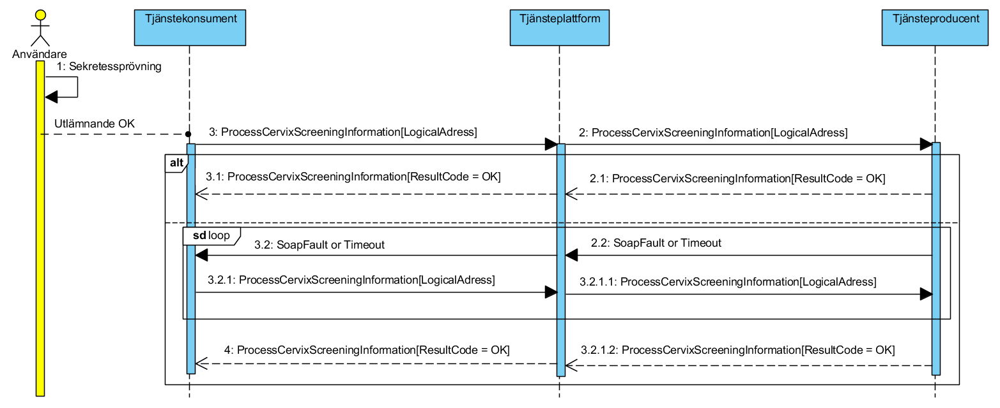 Tjänstekonsument
Tjänsteplattform
Tjänsteproducent
Användare
1: Sekretessprövning
Utlämnande OK
3: ProcessCervixScreeningInformation[LogicalAdress]
2: ProcessCervixScreeningInformation[LogicalAdress]
alt
3.1: ProcessCervixScreeningInformation[ResultCode = OK]
2.1: ProcessCervixScreeningInformation[ResultCode = OK]
sd loop
3.2: SoapFault or Timeout
2.2: SoapFault or Timeout
3.2.1: ProcessCervixScreeningInformation[LogicalAdress]
3.2.1.1: ProcessCervixScreeningInformation[LogicalAdress]
4: ProcessCervixScreeningInformation[ResultCode = OK]
3.2.1.2: ProcessCervixScreeningInformation[ResultCode = OK]